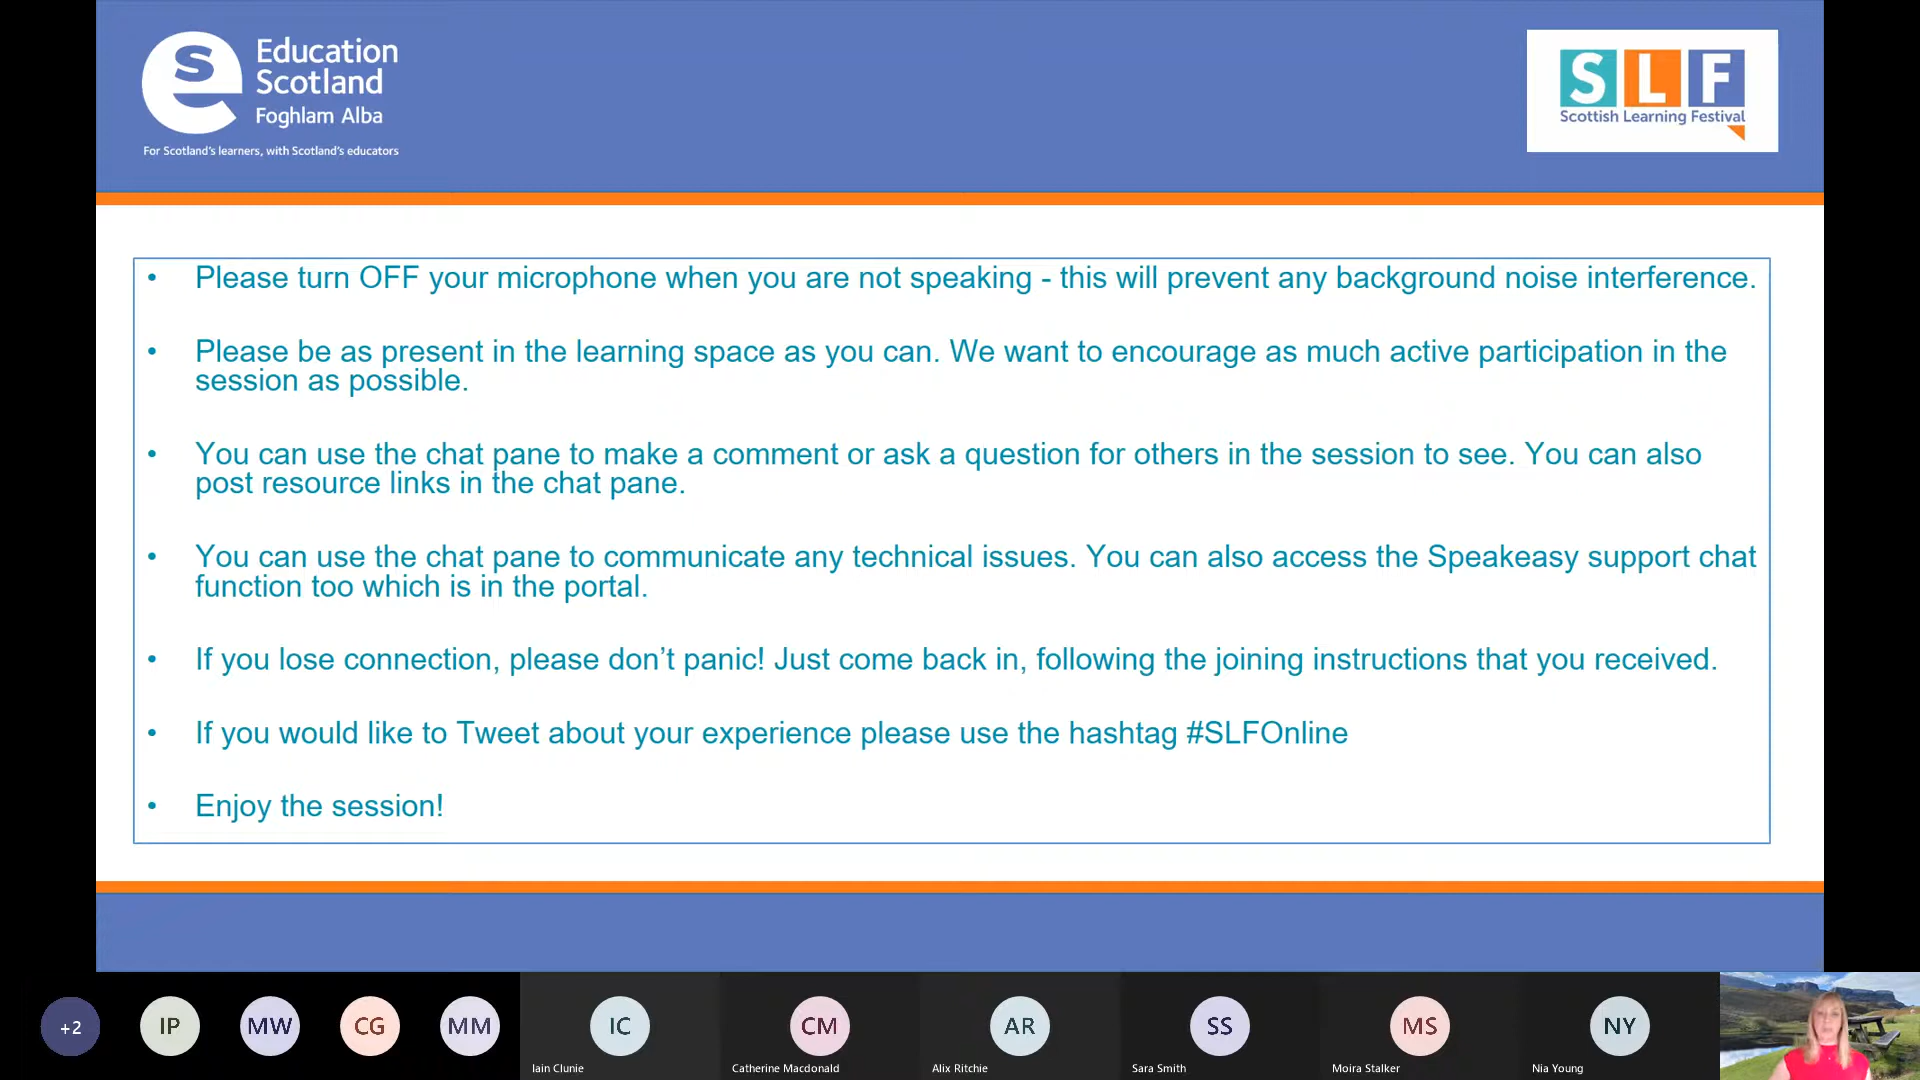 Education
Scotland
Foghlam Alba
For Scotland's learners, with Scotland's educators
S L F
Scottish Learning Festival
• Please turn OFF your microphone when you are not speaking - this will prevent any background noise interference.
• Please be as present in the learning space as you can. We want to encourage as much active participation in the
session as possible.
• You can use the chat pane to make a comment or ask a question for others in the session to see. You can also
post resource links in the chat pane.
• You can use the chat pane to communicate any technical issues. You can also access the Speakeasy support chat
function too which is in the portal.
• If you lose connection, please don’t panic! Just come back in, following the joining instructions that you received.
• If you would like to Tweet about your experience please use the hashtag #SLFOnline
• Enjoy the session!
+2 IP MW CG MM IC CM AR SS MS NY
Iain Clunie Catherine Macdonald Alix Ritchie Sara Smith Moira Stalker Nia Young